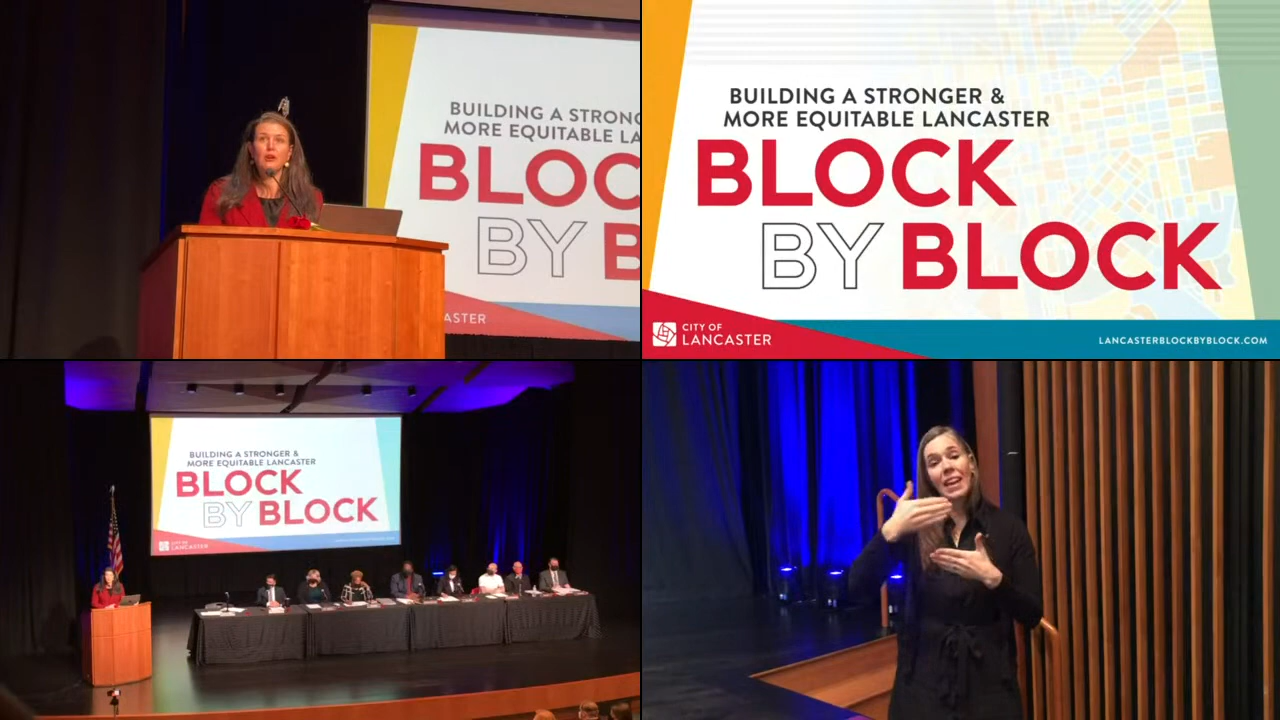 BUILDING A STRONG
MORE EQUITABLE LA
BLOC
BY B
ASTER
BUILDING A STRONGER &
MORE EQUITABLE LANCASTER
BLOCK
BY BLOCK
CITY OF
LANCASTER
LANCASTERBLOCKBYBLOCK.COM
BUILDING A STRONGER &
MORE EQUITABLE LANCASTER
BLOCK
BY BLOCK
CITY OF
LANCASTER